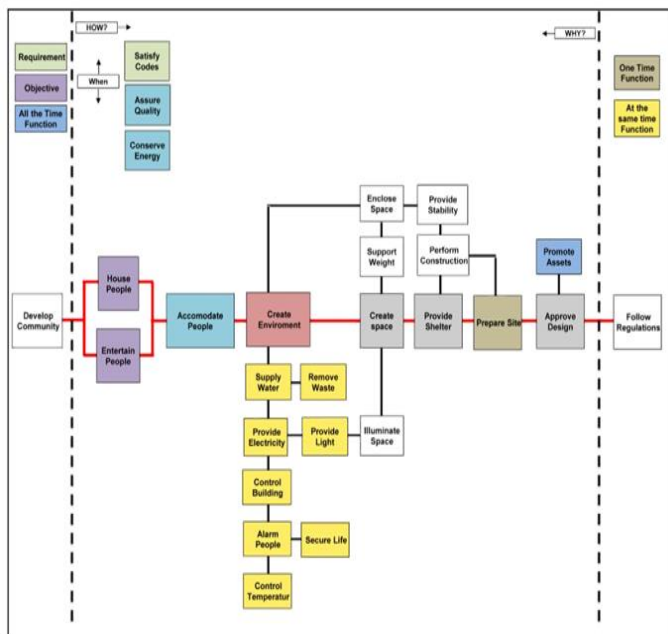 HOW?
WHY?
Requirement
Objective
All the Time
Function
When
Satisfy
Codes
Assure
Quality
Conserve
Energy
One Time
Function
At the
same time
Function
Enclose
Space
Provide
Stability
Support
Weight
Perform
Construction
Promote
Assets
House
People
Develop
Community
Entertain
People
Accomodate
People
Create
Enviroment
Create
space
Provide
Shelter
Prepare Site
Approve
Design
Follow
Regulations
Supply
Water
Remove
Waste
Provide
Electricity
Provide
Light
Illuminate
Space
Control
Building
Alarm
People
Secure Life
Control
Temperatur